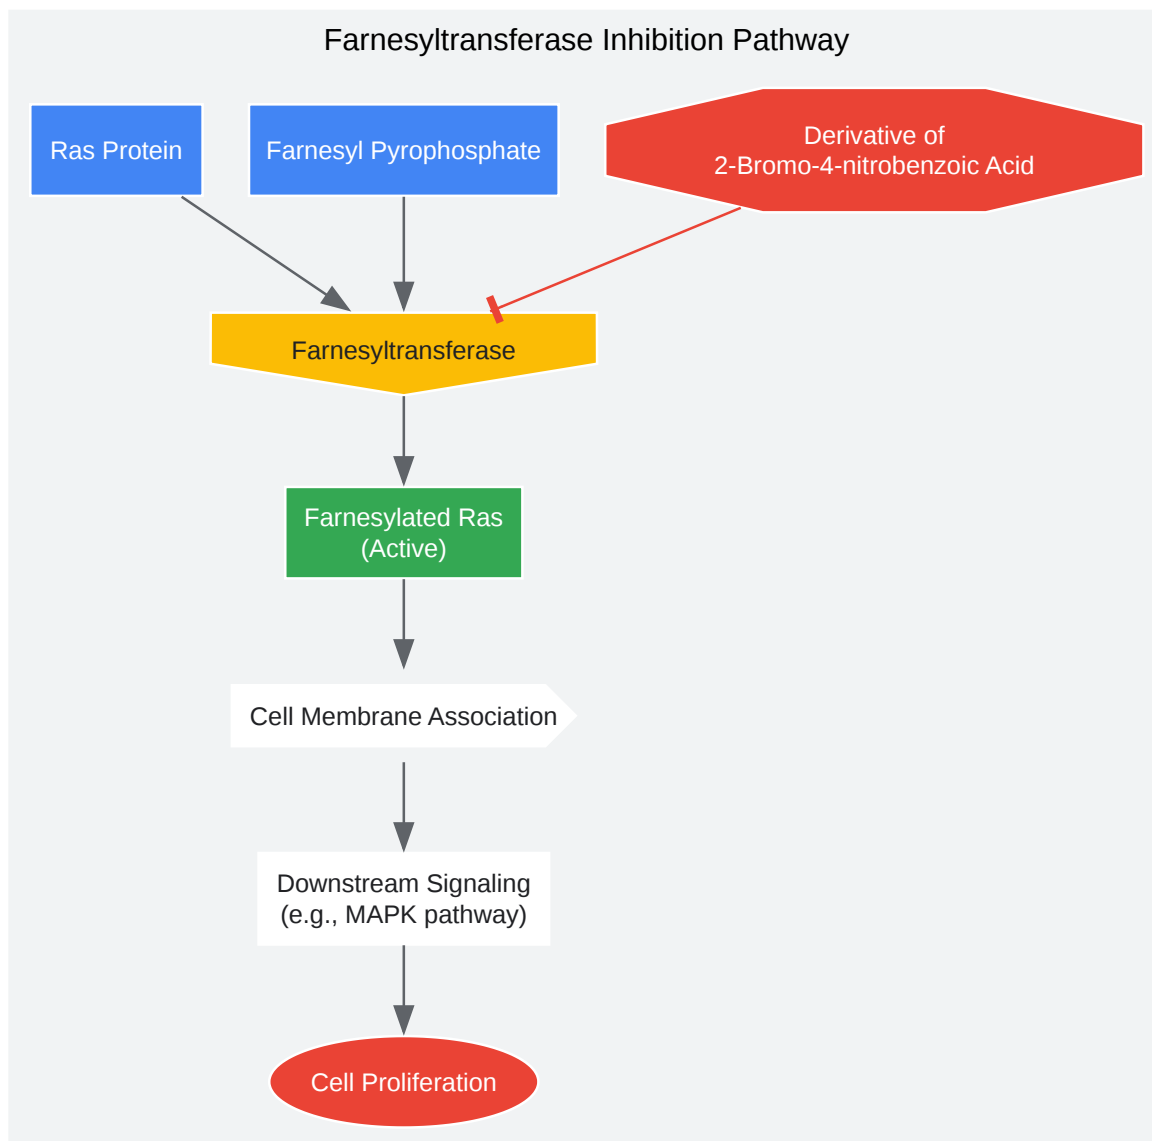 Farnesyltransferase Inhibition Pathway
Ras Protein
Farnesyl Pyrophosphate
Derivative of
2-Bromo-4-nitrobenzoic Acid
Farnesyltransferase
Farnesylated Ras
(Active)
Cell Membrane Association
Downstream Signaling
(e.g., MAPK pathway)
Cell Proliferation